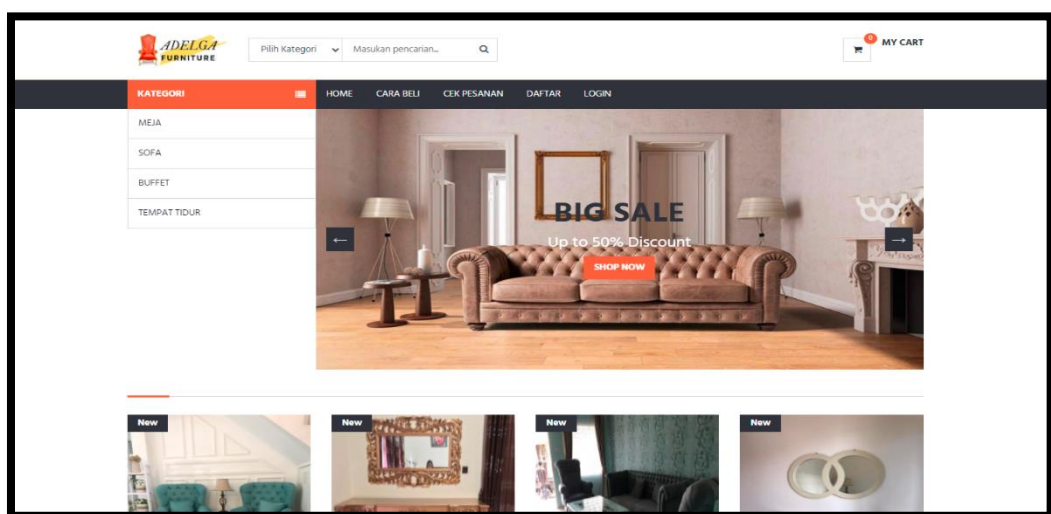 ADELGA
FURNITURE
Pilih Kategori
Masukan pencarian...
0
MY CART
KATEGORI
HOME
CARA BELI
CEK PESANAN
DAFTAR
LOGIN
MEJA
SOFA
BUFFET
TEMPAT TIDUR
BIG SALE
Up to 50% Discount
SHOP NOW
New
New
New
New